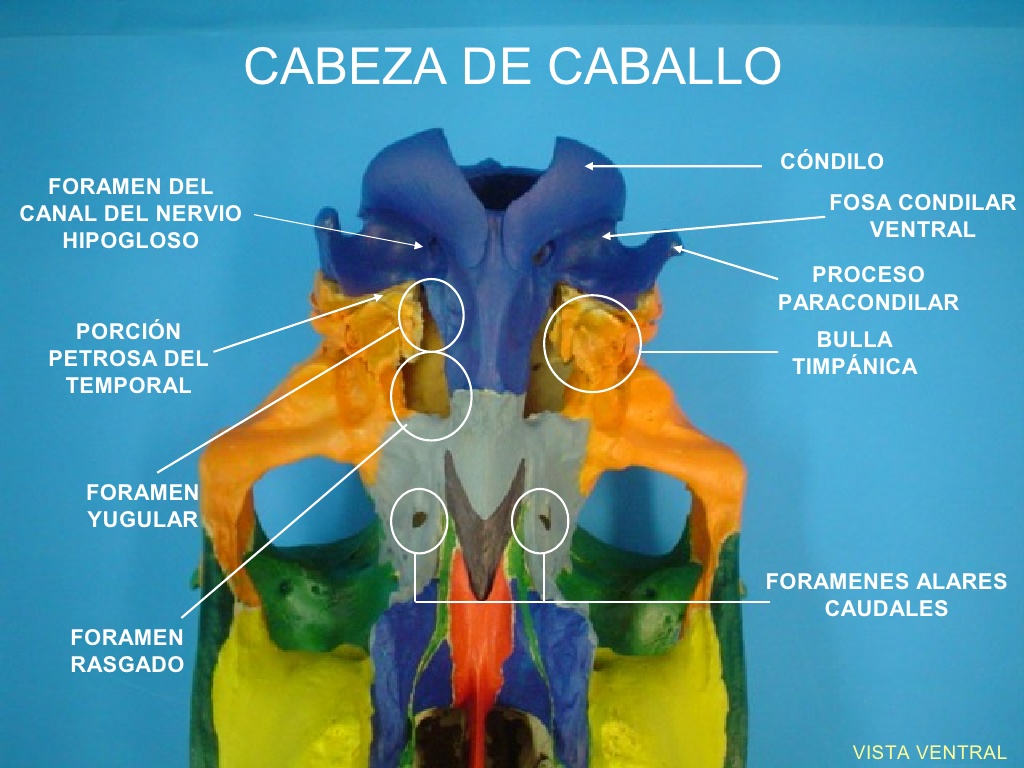 CABEZA DE CABALLO
FORAMEN DEL
CANAL DEL NERVIO
HIPOGLOSO
PORCIÓN
PETROSA DEL
TEMPORAL
FORAMEN
YUGULAR
FORAMEN
RASGADO
CÓNDILO
FOSA CONDILAR
VENTRAL
PROCESO
PARACONDILAR
BULLA
TIMPÁNICA
FORAMENES ALARES
CAUDALES
VISTA VENTRAL